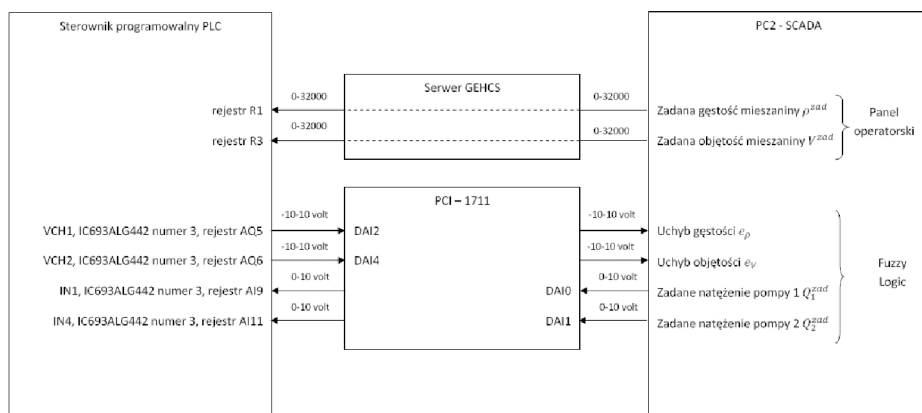 Sterownik programowalny PLC
PC2 - SCADA
Serwer GEHCS
0-32000
0-32000
rejestr R1
Zadana gęstość mieszaniny ρ^zad
0-32000
0-32000
rejestr R3
Zadana objętość mieszaniny V^zad
Panel
operatorski
PCI – 1711
-10-10 volt
-10-10 volt
VCH1, IC693ALG442 numer 3, rejestr AQ5
DAI2
Uchyb gęstości e_ρ
-10-10 volt
-10-10 volt
VCH2, IC693ALG442 numer 3, rejestr AQ6
DAI4
Uchyb objętości e_V
0-10 volt
0-10 volt
IN1, IC693ALG442 numer 3, rejestr AI9
DAI0
Zadane natężenie pompy 1 Q_1^zad
0-10 volt
0-10 volt
IN4, IC693ALG442 numer 3, rejestr AI11
DAI1
Zadane natężenie pompy 2 Q_2^zad
Fuzzy
Logic